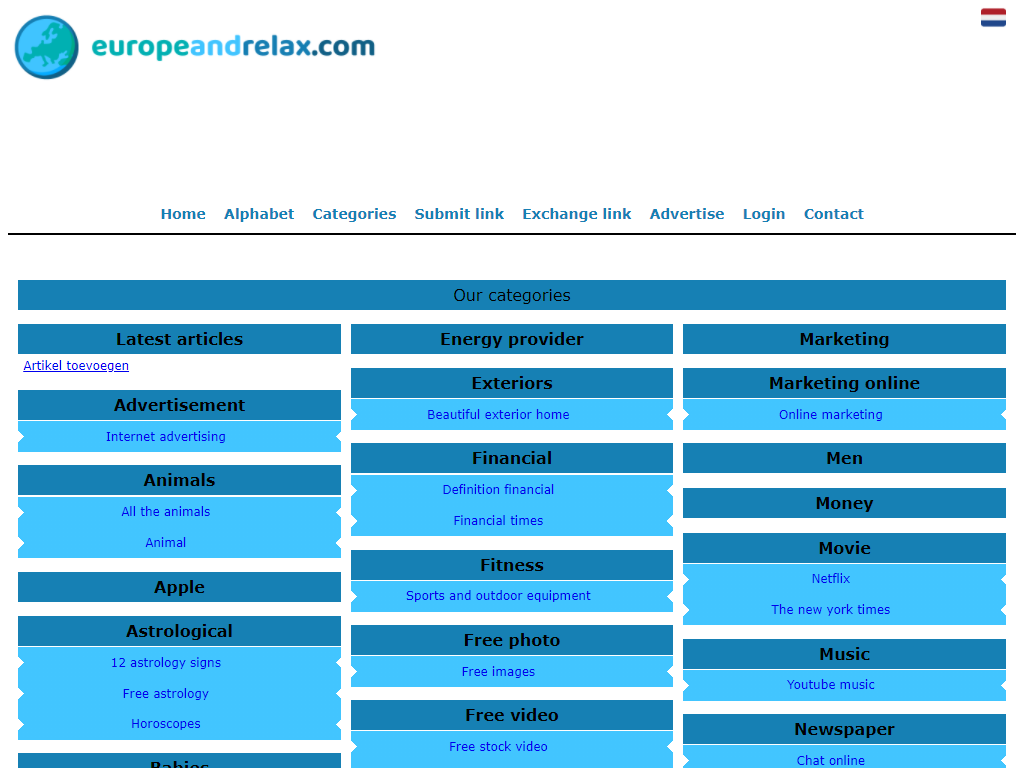 europeandrelax.com
Home Alphabet Categories Submit link Exchange link Advertise Login Contact
Our categories
Latest articles
Artikel toevoegen
Advertisement
Internet advertising
Animals
All the animals
Animal
Apple
Astrological
12 astrology signs
Free astrology
Horoscopes
Babies
Energy provider
Exteriors
Beautiful exterior home
Financial
Definition financial
Financial times
Fitness
Sports and outdoor equipment
Free photo
Free images
Free video
Free stock video
Marketing
Marketing online
Online marketing
Men
Money
Movie
Netflix
The new york times
Music
Youtube music
Newspaper
Chat online